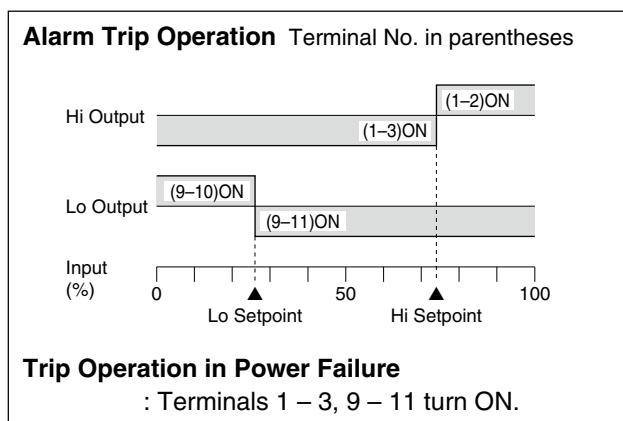 Alarm Trip Operation Terminal No. in parentheses
Hi Output
(1–2)ON
(1–3)ON
Lo Output
(9–10)ON
(9–11)ON
Input
(%)
0
50
100
Lo Setpoint
Hi Setpoint
Trip Operation in Power Failure
: Terminals 1 – 3, 9 – 11 turn ON.